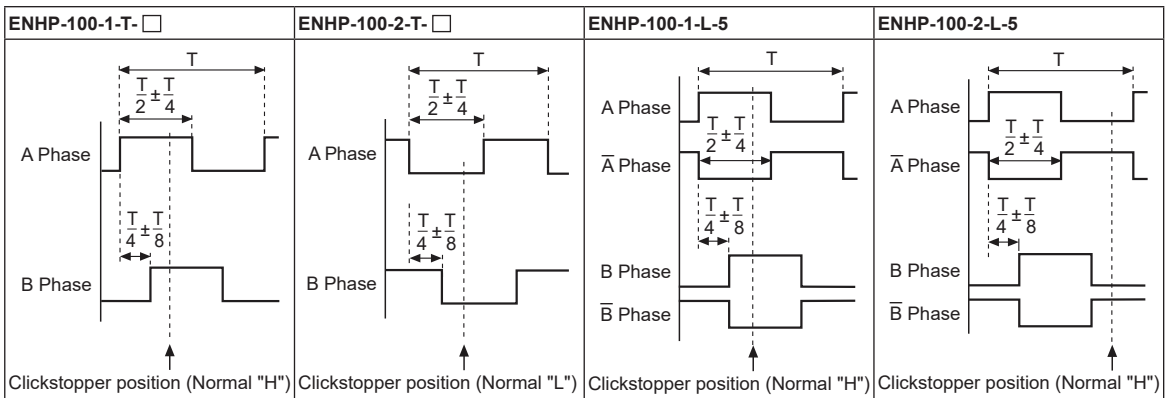 ENHP-100-1-T-□
T
T/2 ± T/4
A Phase
T/4 ± T/8
B Phase
Clickstopper position (Normal "H")
ENHP-100-2-T-□
T
T/2 ± T/4
A Phase
T/4 ± T/8
B Phase
Clickstopper position (Normal "L")
ENHP-100-1-L-5
T
A Phase
T/2 ± T/4
A̅ Phase
T/4 ± T/8
B Phase
B̅ Phase
Clickstopper position (Normal "H")
ENHP-100-2-L-5
T
A Phase
T/2 ± T/4
A̅ Phase
T/4 ± T/8
B Phase
B̅ Phase
Clickstopper position (Normal "H")